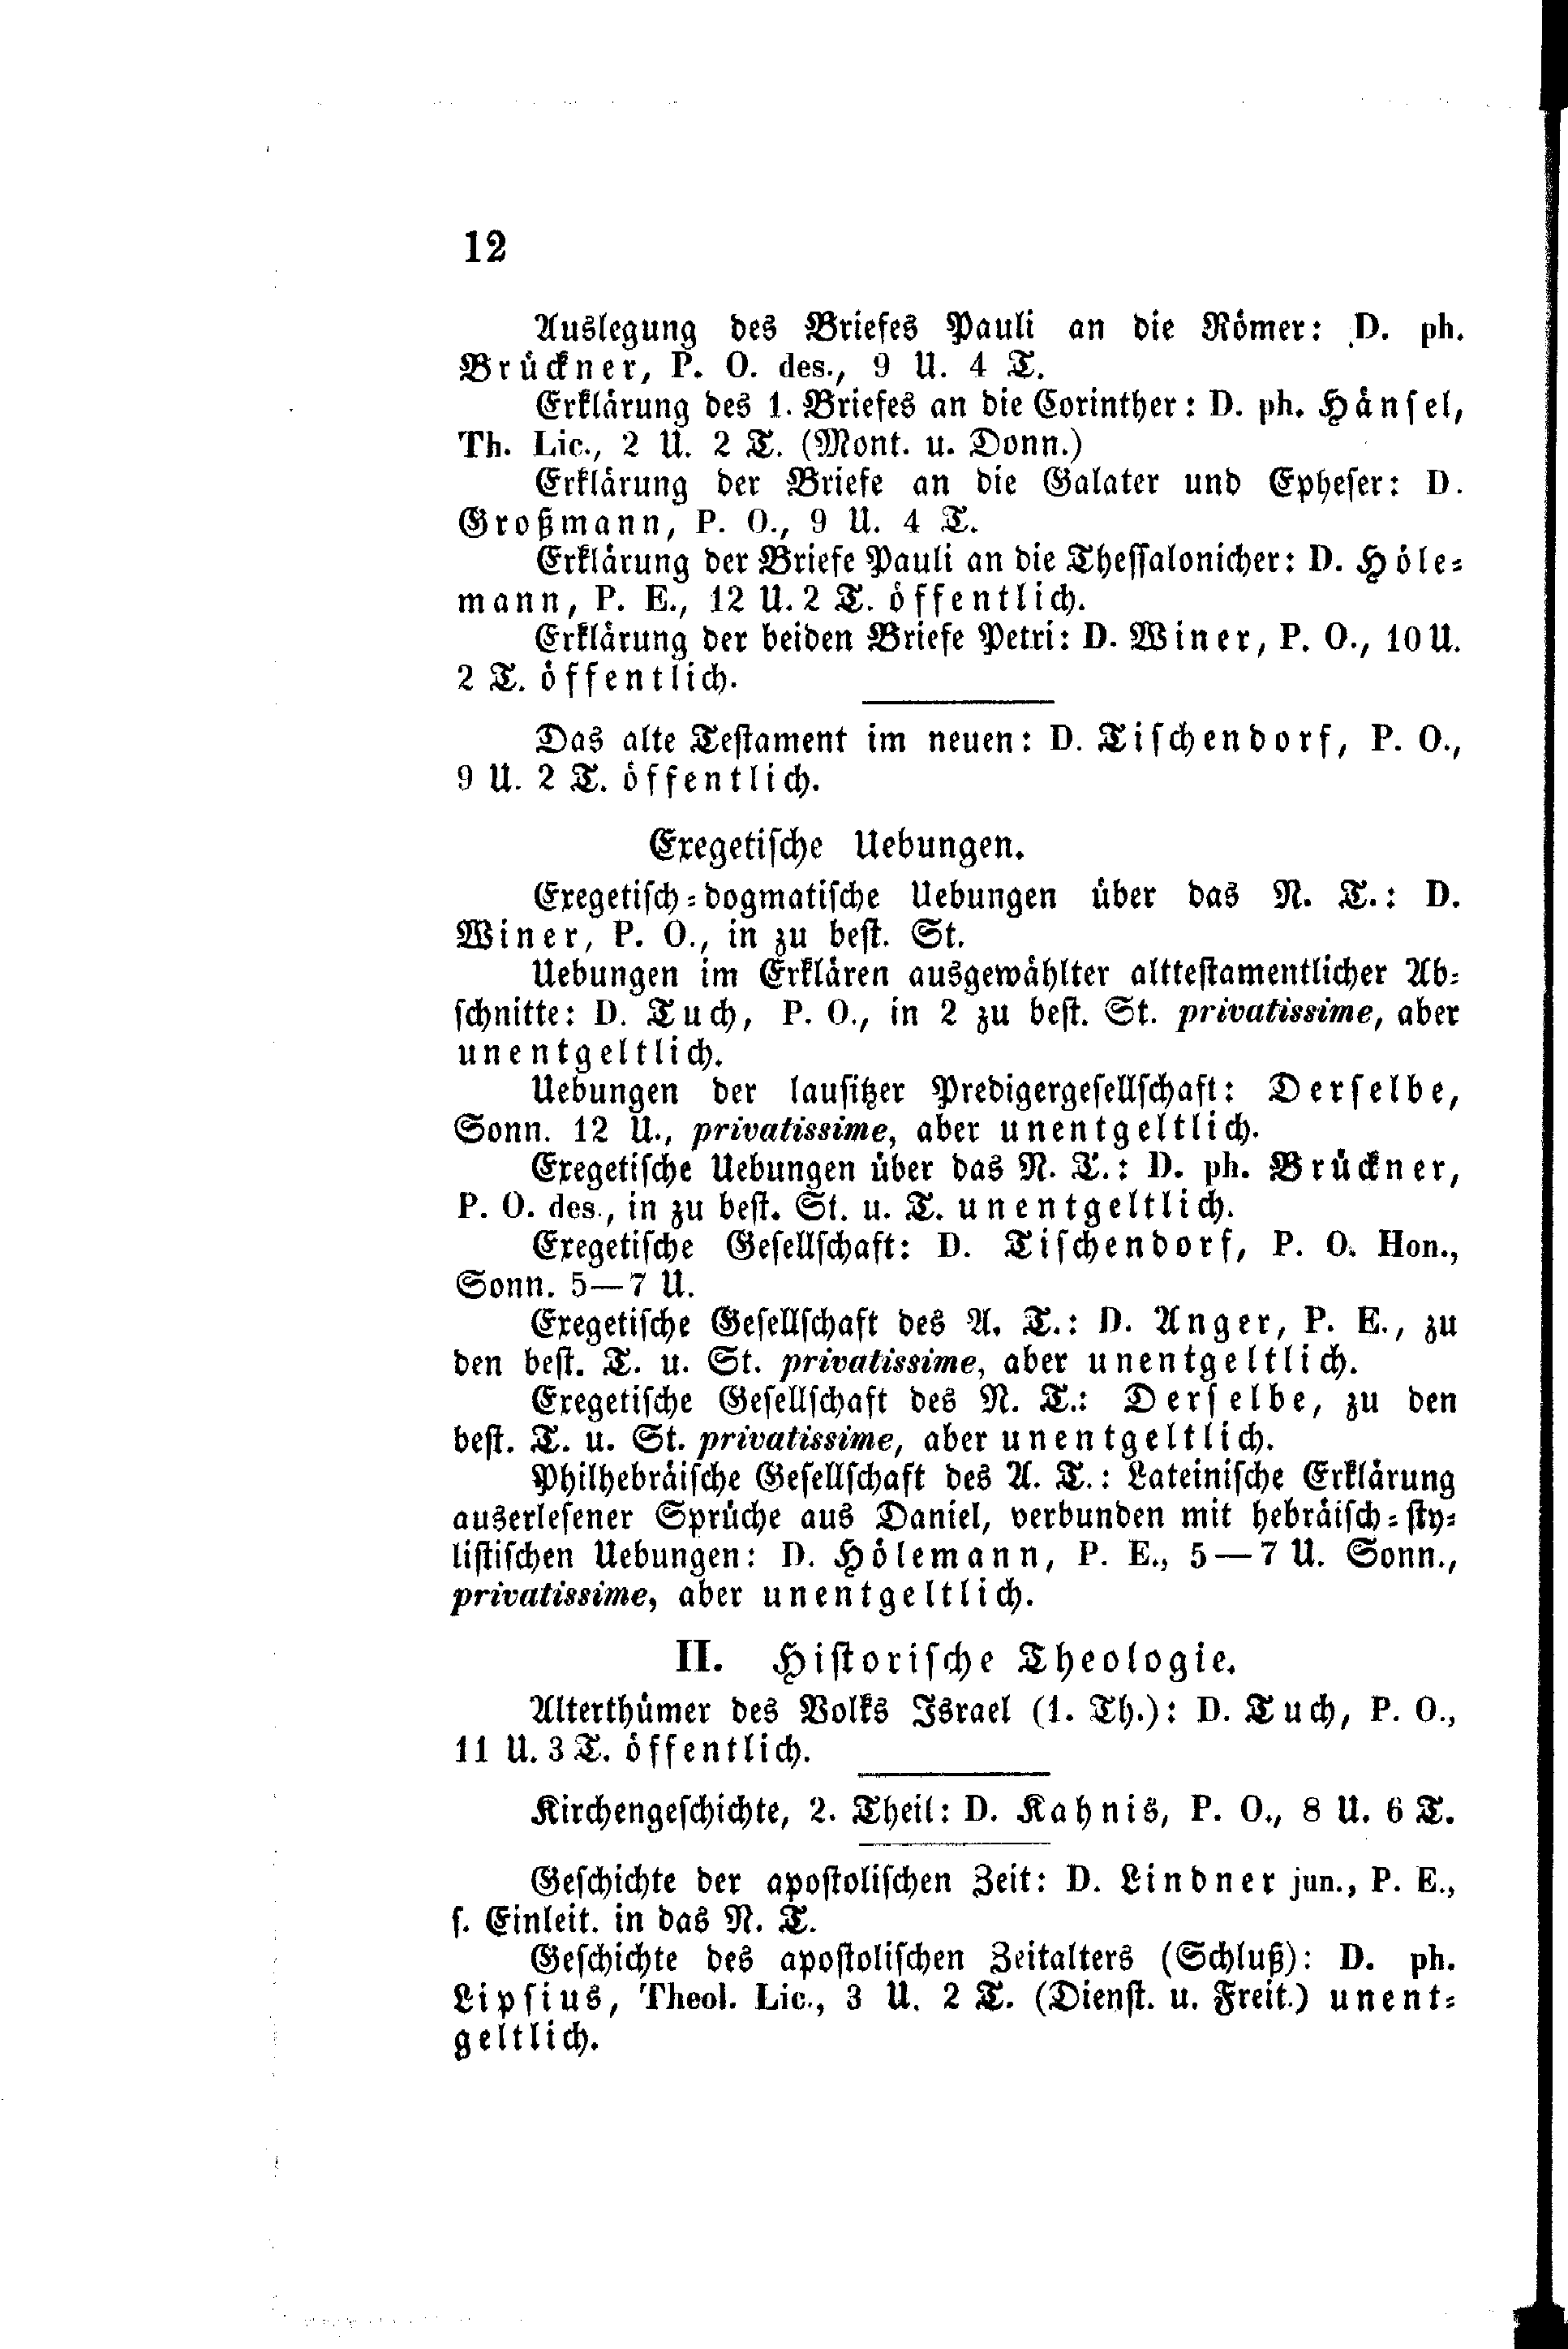 12
Auslegung des Briefes Pauli an die Römer: D. ph.
Brückner, P. O. des., 9 U. 4 T.
Erklärung des 1. Briefes an die Corinther: D. ph. Hänsel,
Th. Lic., 2 U. 2 T. (Mont. u. Donn.)
Erklärung der Briefe an die Galater und Epheser: D.
Großmann, P. O., 9 U. 4 T.
Erklärung der Briefe Pauli an die Thessalonicher: D. Höle-
mann, P. E., 12 U. 2 T. öffentlich.
Erklärung der beiden Briefe Petri: D. Winer, P. O., 10 U.
2 T. öffentlich.
Das alte Testament im neuen: D. Tischendorf, P. O.,
9 U. 2 T. öffentlich.
Exegetische Uebungen.
Exegetisch-dogmatische Uebungen über das N. T.: D.
Winer, P. O., in zu best. St.
Uebungen im Erklären ausgewählter alttestamentlicher Ab-
schnitte: D. Tuch, P. O., in 2 zu best. St. privatissime, aber
unentgeltlich.
Uebungen der lausitzer Predigergesellschaft: Derselbe,
Sonn. 12 U., privatissime, aber unentgeltlich.
Exegetische Uebungen über das N. T.: D. ph. Brückner,
P. O. des., in zu best. St. u. T. unentgeltlich.
Exegetische Gesellschaft: D. Tischendorf, P. O. Hon.,
Sonn. 5—7 U.
Exegetische Gesellschaft des A. T.: D. Anger, P. E., zu
den best. T. u. St. privatissime, aber unentgeltlich.
Exegetische Gesellschaft des N. T.: Derselbe, zu den
best. T. u. St. privatissime, aber unentgeltlich.
Philhebräische Gesellschaft des A. T.: Lateinische Erklärung
auserlesener Sprüche aus Daniel, verbunden mit hebräisch-sty-
listischen Uebungen: D. Hölemann, P. E., 5—7 U. Sonn.,
privatissime, aber unentgeltlich.
II. Historische Theologie.
Alterthümer des Volks Israel (1. Th.): D. Tuch, P. O.,
11 U. 3 T. öffentlich.
Kirchengeschichte, 2. Theil: D. Kahnis, P. O., 8 U. 6 T.
Geschichte der apostolischen Zeit: D. Lindner jun., P. E.,
s. Einleit. in das N. T.
Geschichte des apostolischen Zeitalters (Schluß): D. ph.
Lipsius, Theol. Lic., 3 U. 2 T. (Dienst. u. Freit.) unent-
geltlich.